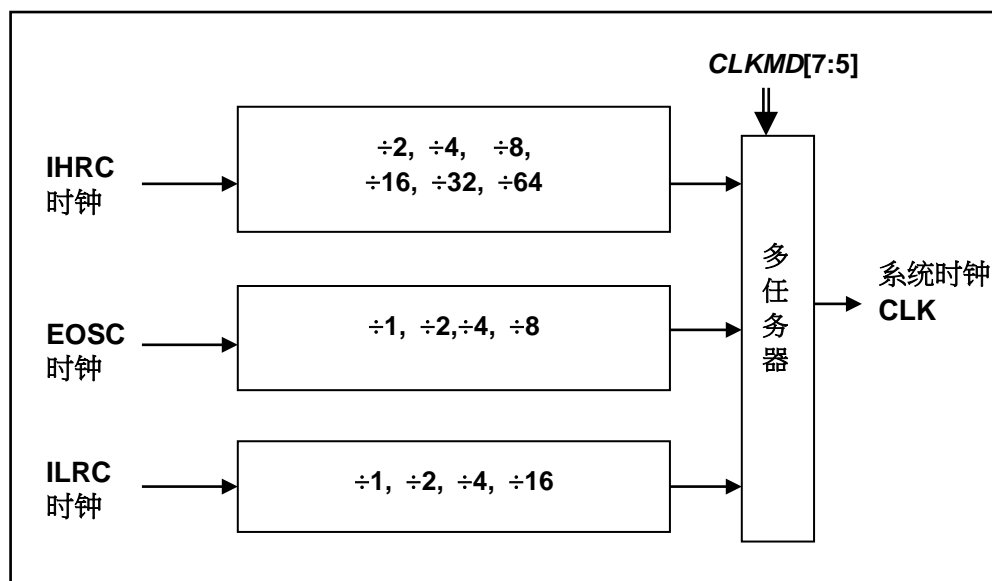 CLKMD[7:5]
IHRC
时钟
÷2, ÷4, ÷8,
÷16, ÷32, ÷64
EOSC
时钟
÷1, ÷2,÷4, ÷8
ILRC
时钟
÷1, ÷2, ÷4, ÷16
多
任
务
器
系统时钟
CLK